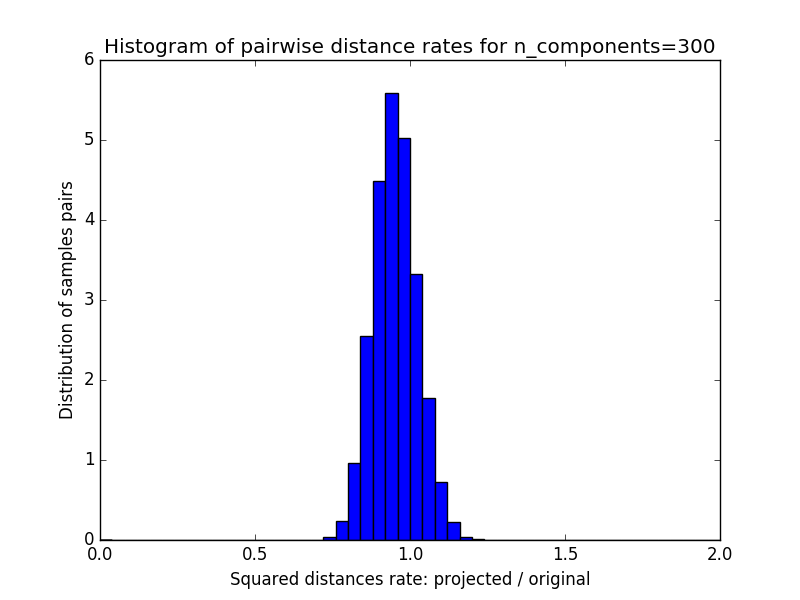 Histogram of pairwise distance rates for n_components=300
6
5
4
3
2
1
0
Distribution of samples pairs
0.0 0.5 1.0 1.5 2.0
Squared distances rate: projected / original